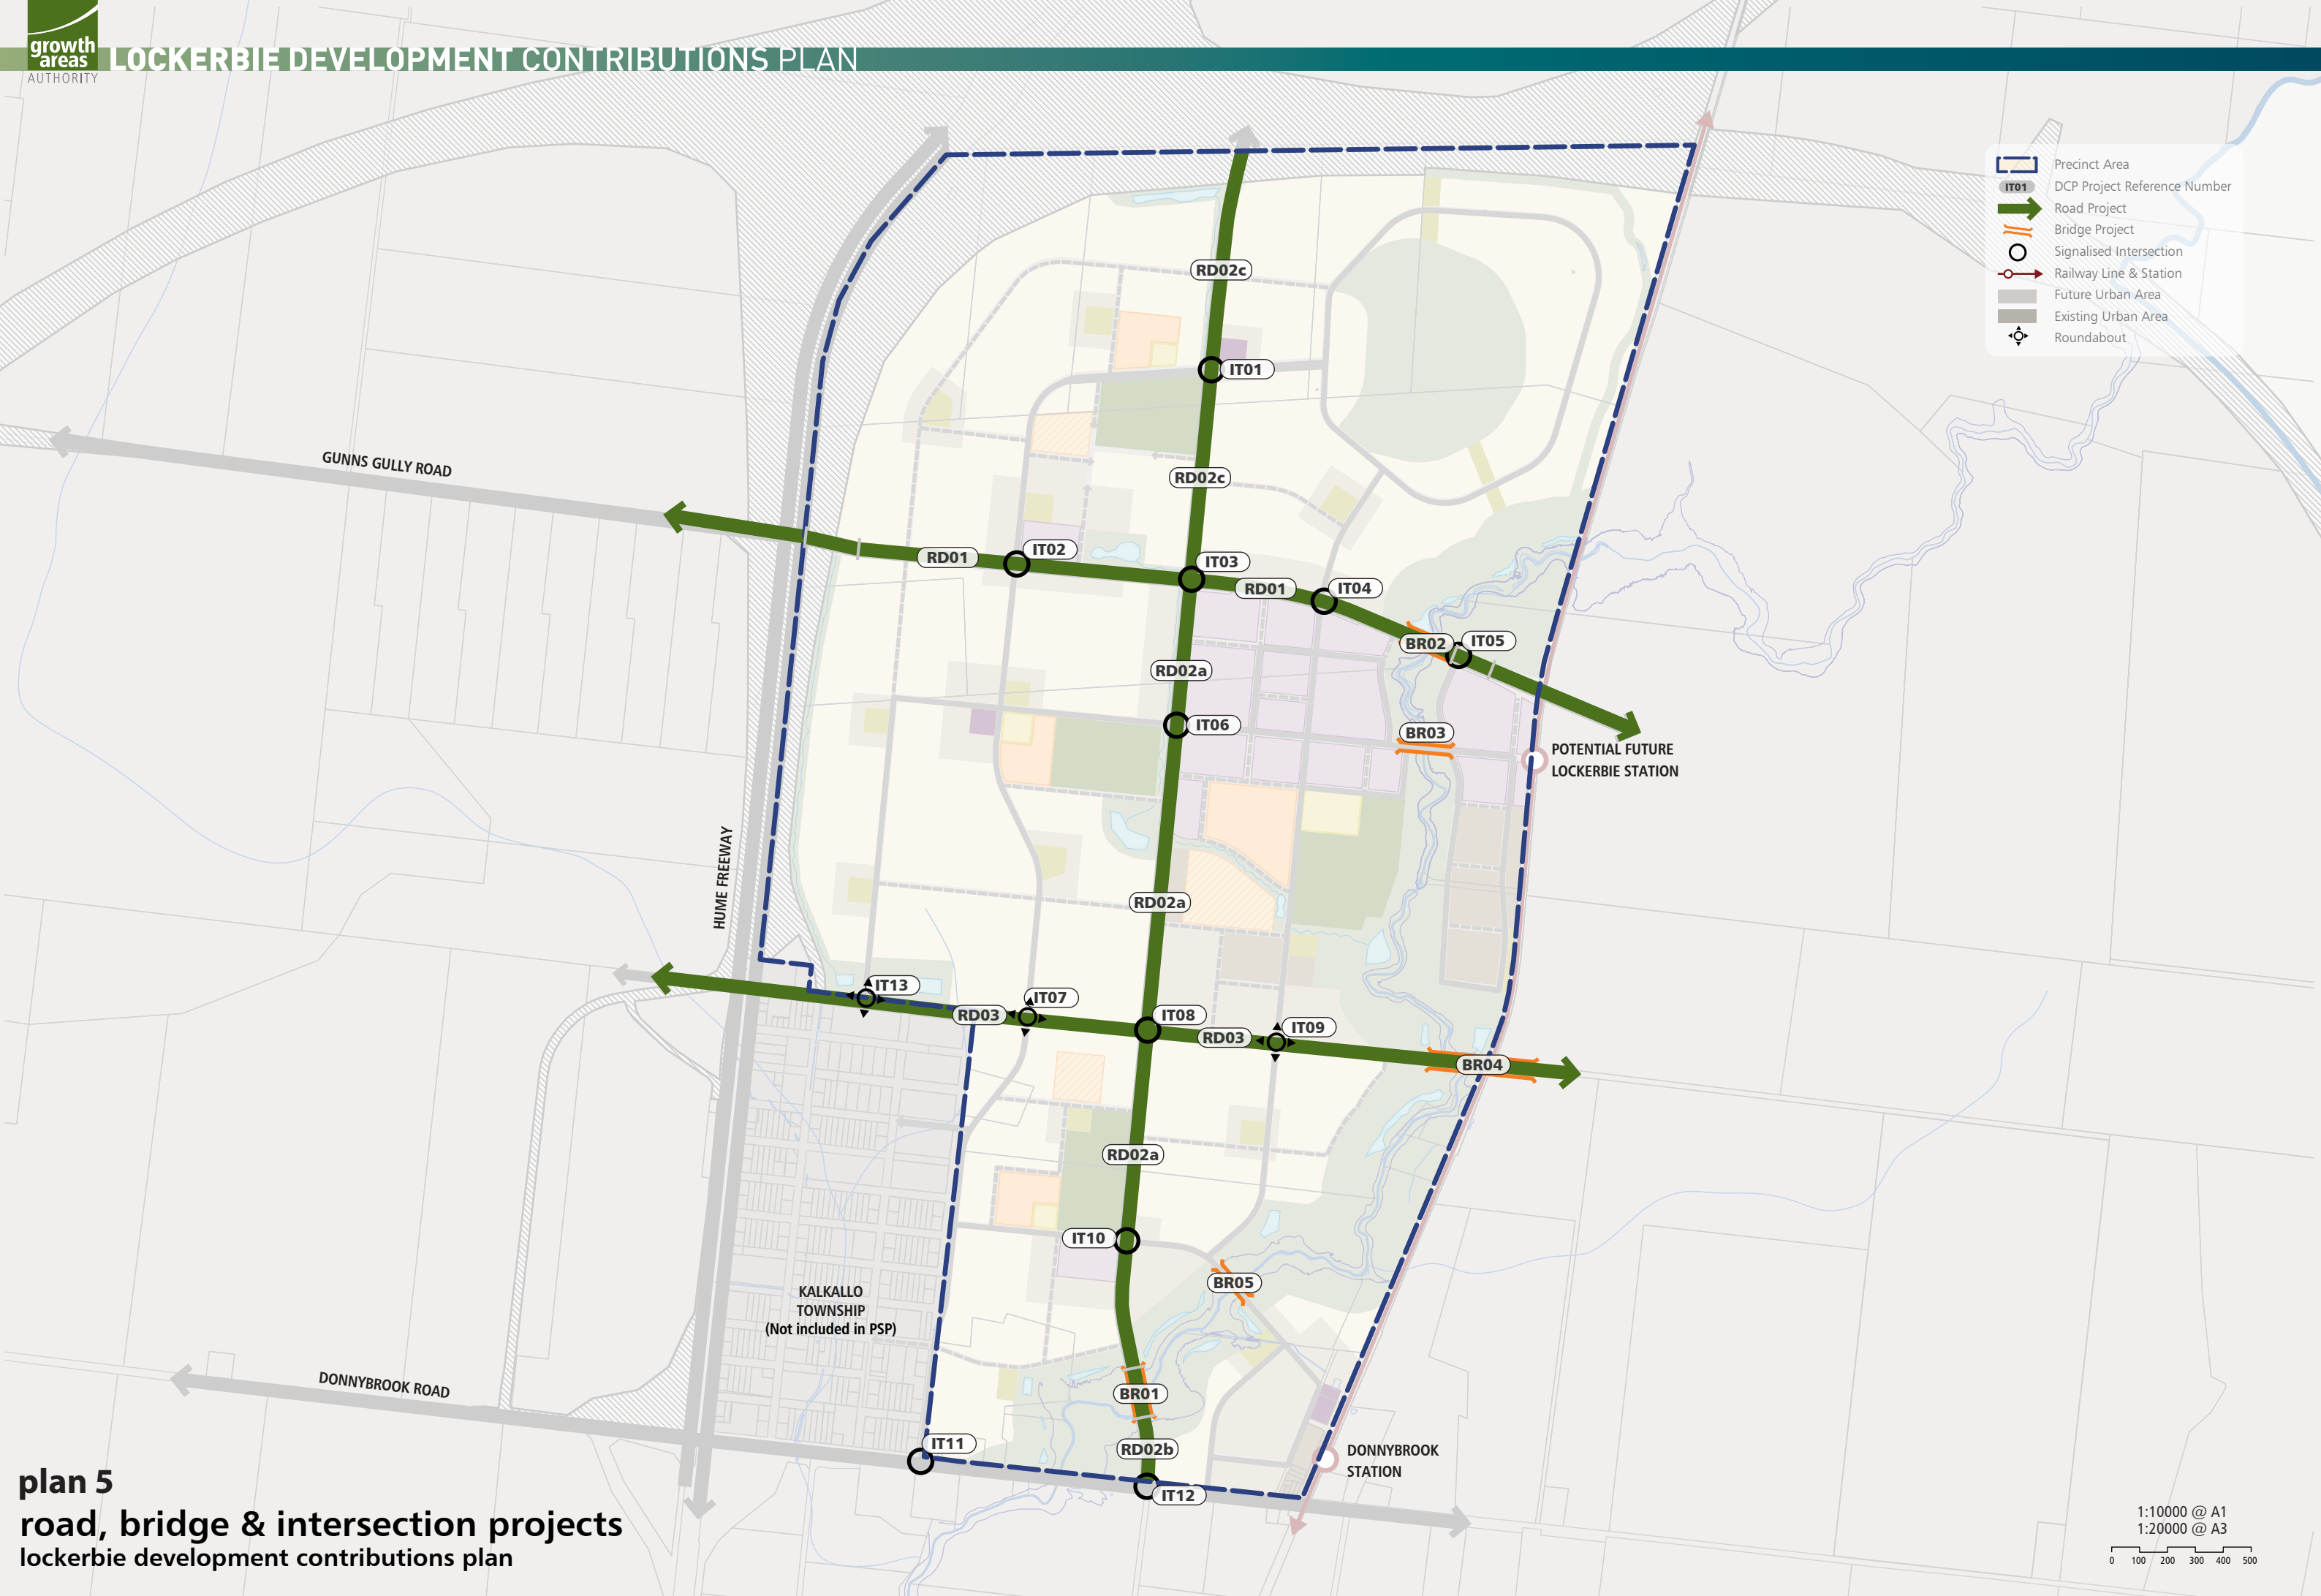 growth
areas
AUTHORITY
LOCKERBIE DEVELOPMENT CONTRIBUTIONS PLAN
Precinct Area
IT01
DCP Project Reference Number
Road Project
Bridge Project
Signalised Intersection
Railway Line & Station
Future Urban Area
Existing Urban Area
Roundabout
RD02c
IT01
GUNNS GULLY ROAD
RD02c
RD01
IT02
IT03
RD01
IT04
BR02
IT05
RD02a
IT06
BR03
POTENTIAL FUTURE
LOCKERBIE STATION
HUME FREEWAY
RD02a
IT13
RD03
IT07
IT08
RD03
IT09
BR04
RD02a
IT10
BR05
KALKALLO
TOWNSHIP
(Not included in PSP)
DONNYBROOK ROAD
BR01
IT11
RD02b
IT12
DONNYBROOK
STATION
plan 5
road, bridge & intersection projects
lockerbie development contributions plan
1:10000 @ A1
1:20000 @ A3
0 100 200 300 400 500